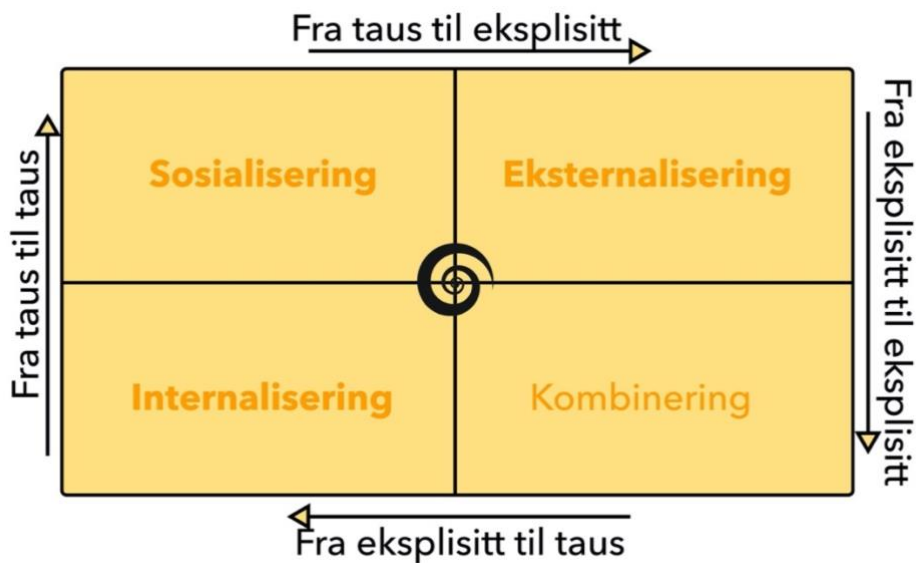 Fra taus til eksplisitt
Fra taus til taus
Sosialisering
Eksternalisering
Fra eksplisitt til eksplisitt
Internalisering
Kombinering
Fra eksplisitt til taus